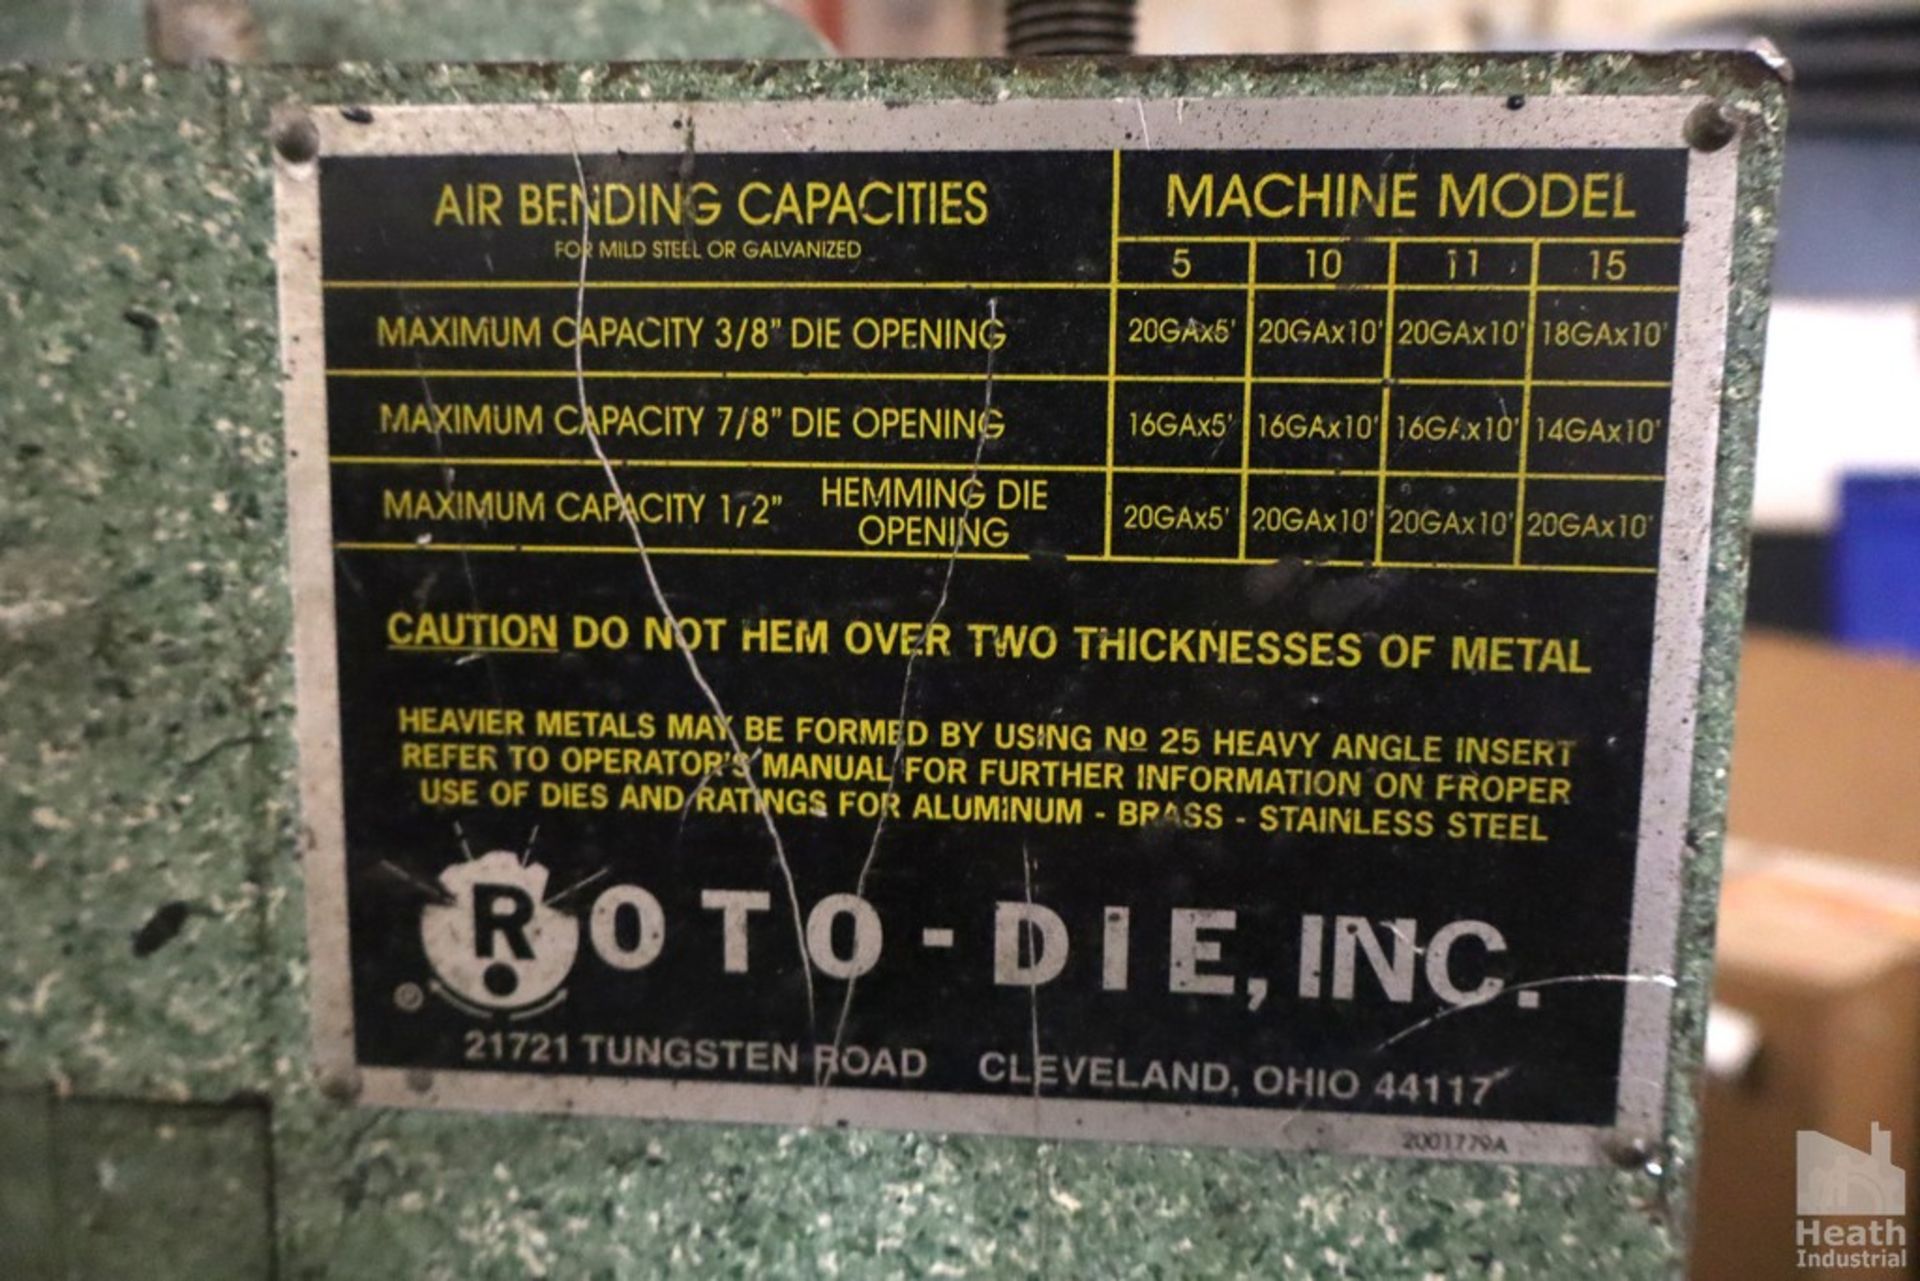 AIR BENDING CAPACITIES
FOR MILD STEEL OR GALVANIZED
MACHINE MODEL
5 10 11 15
MAXIMUM CAPACITY 3/8" DIE OPENING 20GAx5' 20GAx10' 20GAx10' 18GAx10'
MAXIMUM CAPACITY 7/8" DIE OPENING 16GAx5' 16GAx10' 16GAx10' 14GAx10'
MAXIMUM CAPACITY 1/2" HEMMING DIE OPENING 20GAx5' 20GAx10' 20GAx10' 20GAx10'
CAUTION DO NOT HEM OVER TWO THICKNESSES OF METAL
HEAVIER METALS MAY BE FORMED BY USING Nº 25 HEAVY ANGLE INSERT
REFER TO OPERATOR'S MANUAL FOR FURTHER INFORMATION ON PROPER
USE OF DIES AND RATINGS FOR ALUMINUM - BRASS - STAINLESS STEEL
® ROTO-DIE, INC.
21721 TUNGSTEN ROAD CLEVELAND, OHIO 44117
2001779A
Heath
Industrial